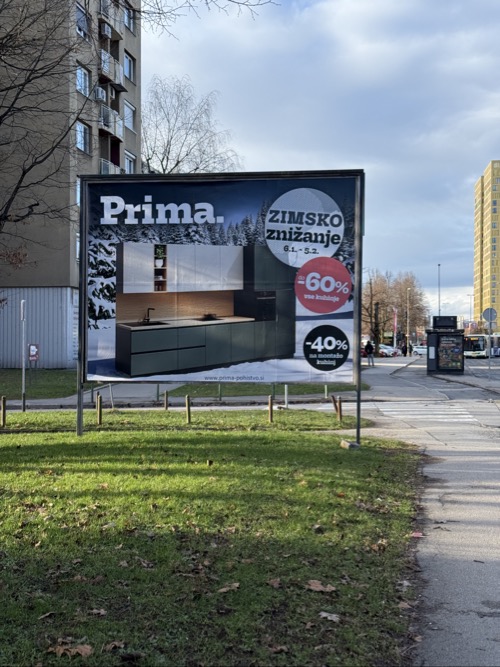 Prima.
ZIMSKO
znižanje
6.1. - 5.2.
-60%
vse kuhinje
-40%
na montažo
kuhinj
www.prima-pohistvo.si